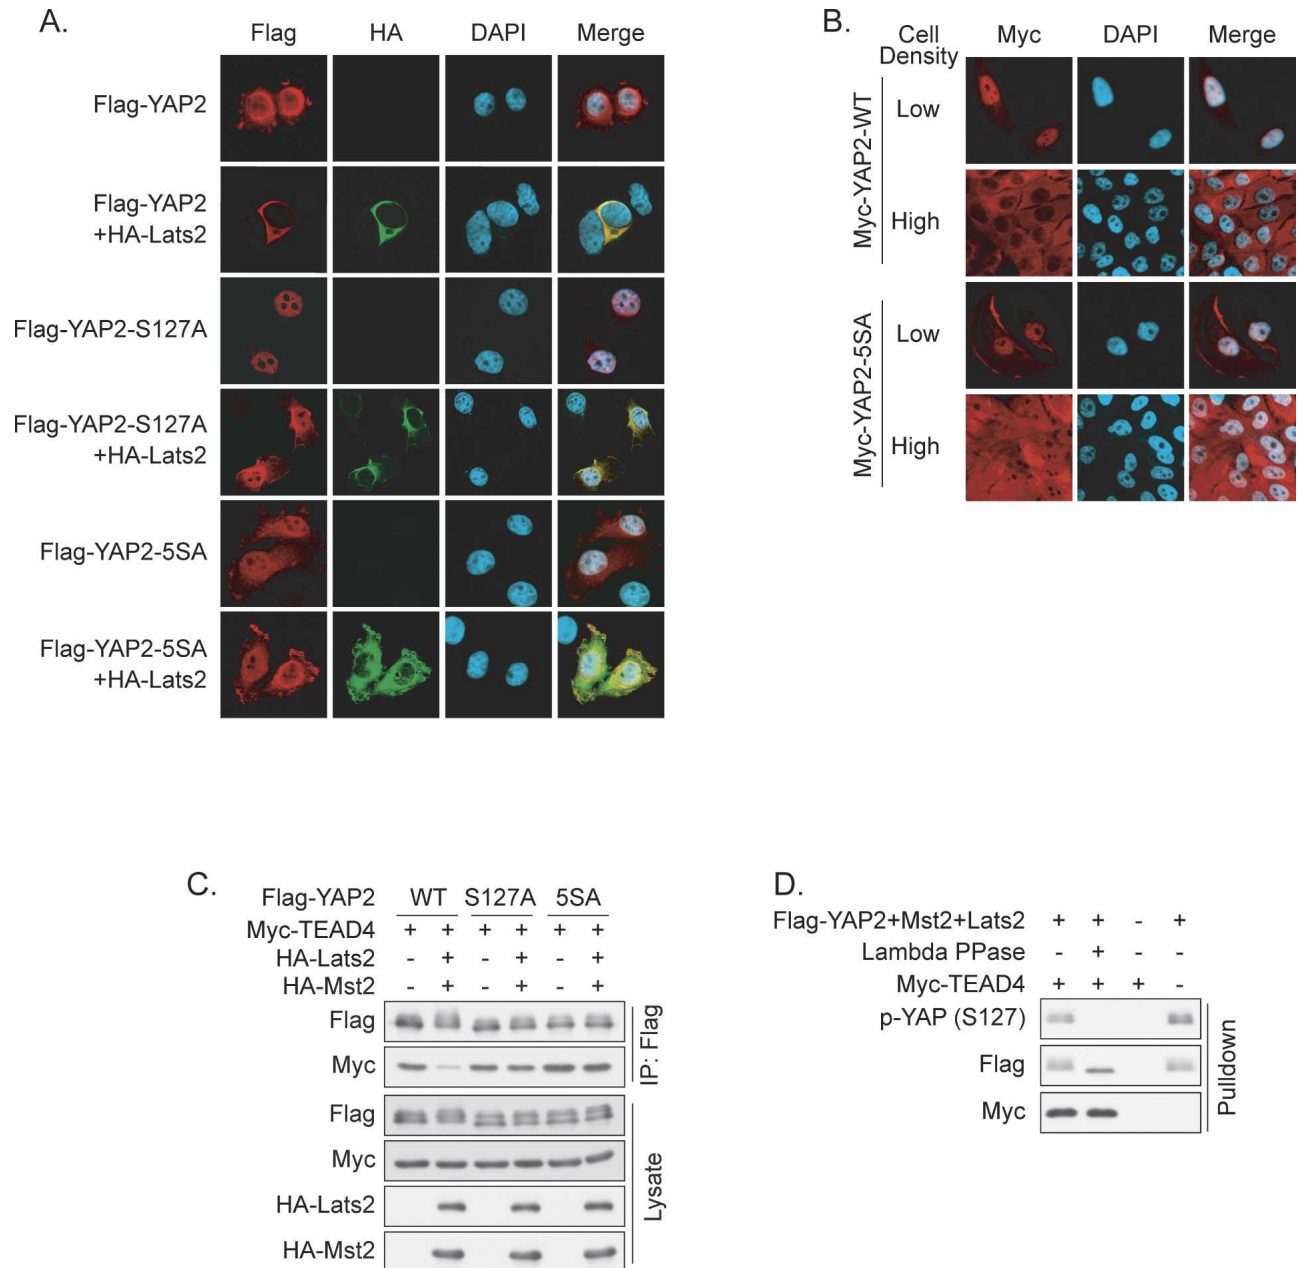 A.
Flag HA DAPI Merge
Flag-YAP2
Flag-YAP2
+HA-Lats2
Flag-YAP2-S127A
Flag-YAP2-S127A
+HA-Lats2
Flag-YAP2-5SA
Flag-YAP2-5SA
+HA-Lats2
B.
Cell
Density
Myc DAPI Merge
Myc-YAP2-WT
Low
High
Myc-YAP2-5SA
Low
High
C.
Flag-YAP2 WT S127A 5SA
Myc-TEAD4 + + + + + +
HA-Lats2 - + - + - +
HA-Mst2 - + - + - +
Flag
Myc
IP: Flag
Flag
Myc
HA-Lats2
HA-Mst2
Lysate
D.
Flag-YAP2+Mst2+Lats2 + + - +
Lambda PPase - + - -
Myc-TEAD4 + + + -
p-YAP (S127)
Flag
Myc
Pulldown